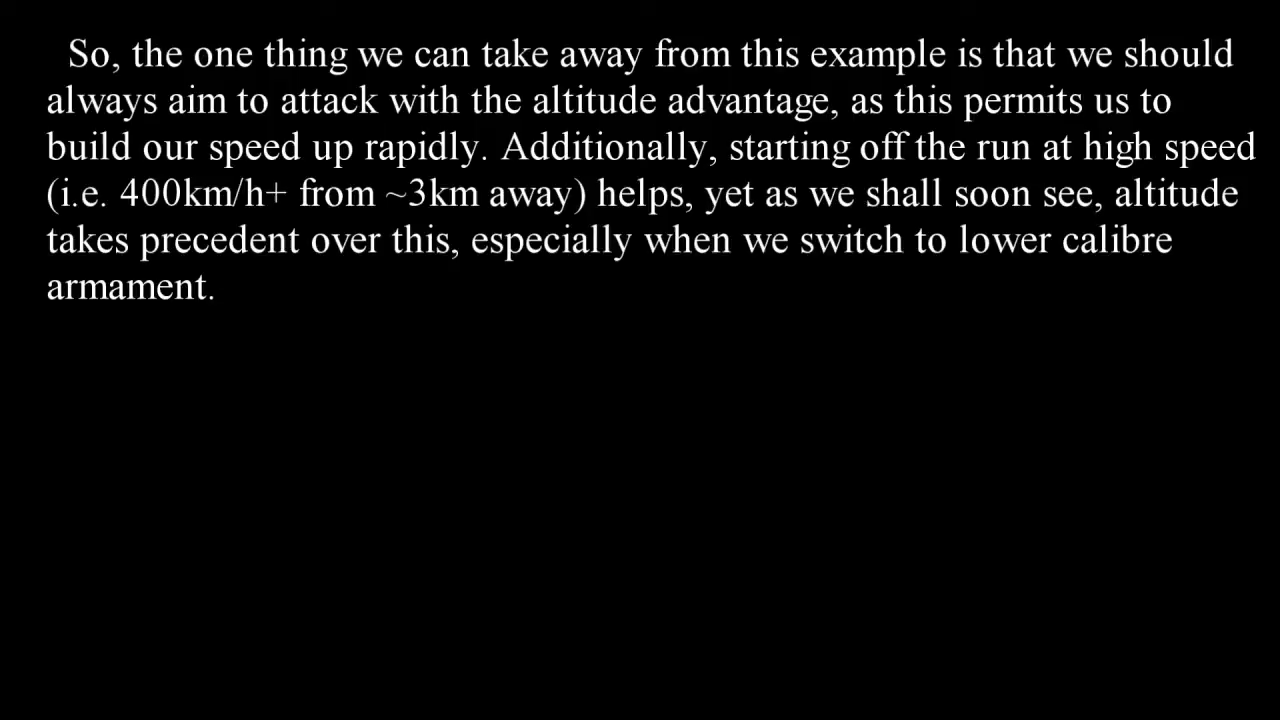 So, the one thing we can take away from this example is that we should
always aim to attack with the altitude advantage, as this permits us to
build our speed up rapidly. Additionally, starting off the run at high speed
(i.e. 400km/h+ from ~3km away) helps, yet as we shall soon see, altitude
takes precedent over this, especially when we switch to lower calibre
armament.